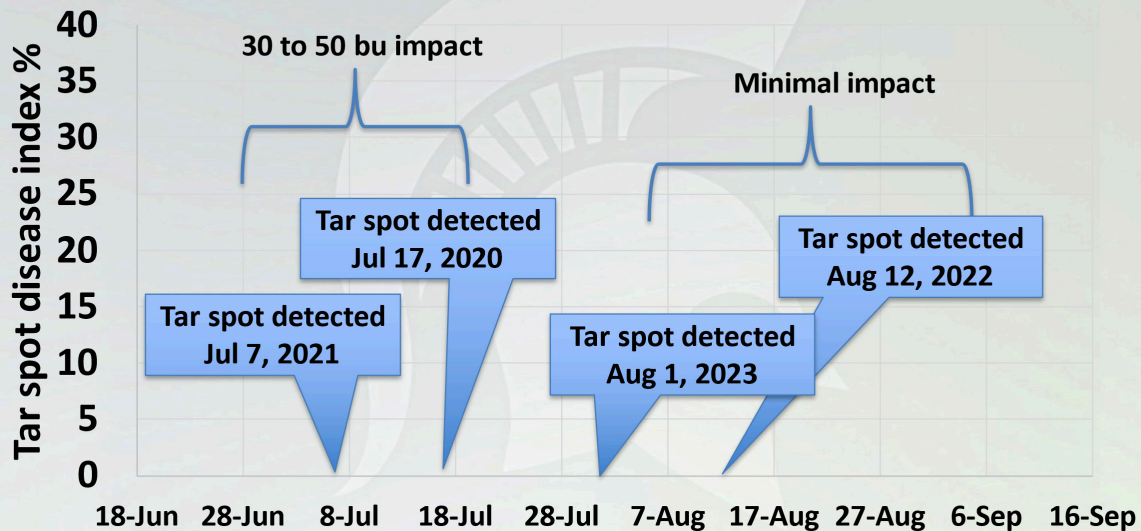 Tar spot disease index %
40
35
30
25
20
15
10
5
0
30 to 50 bu impact
Minimal impact
Tar spot detected
Jul 17, 2020
Tar spot detected
Aug 12, 2022
Tar spot detected
Jul 7, 2021
Tar spot detected
Aug 1, 2023
18-Jun 28-Jun 8-Jul 18-Jul 28-Jul 7-Aug 17-Aug 27-Aug 6-Sep 16-Sep